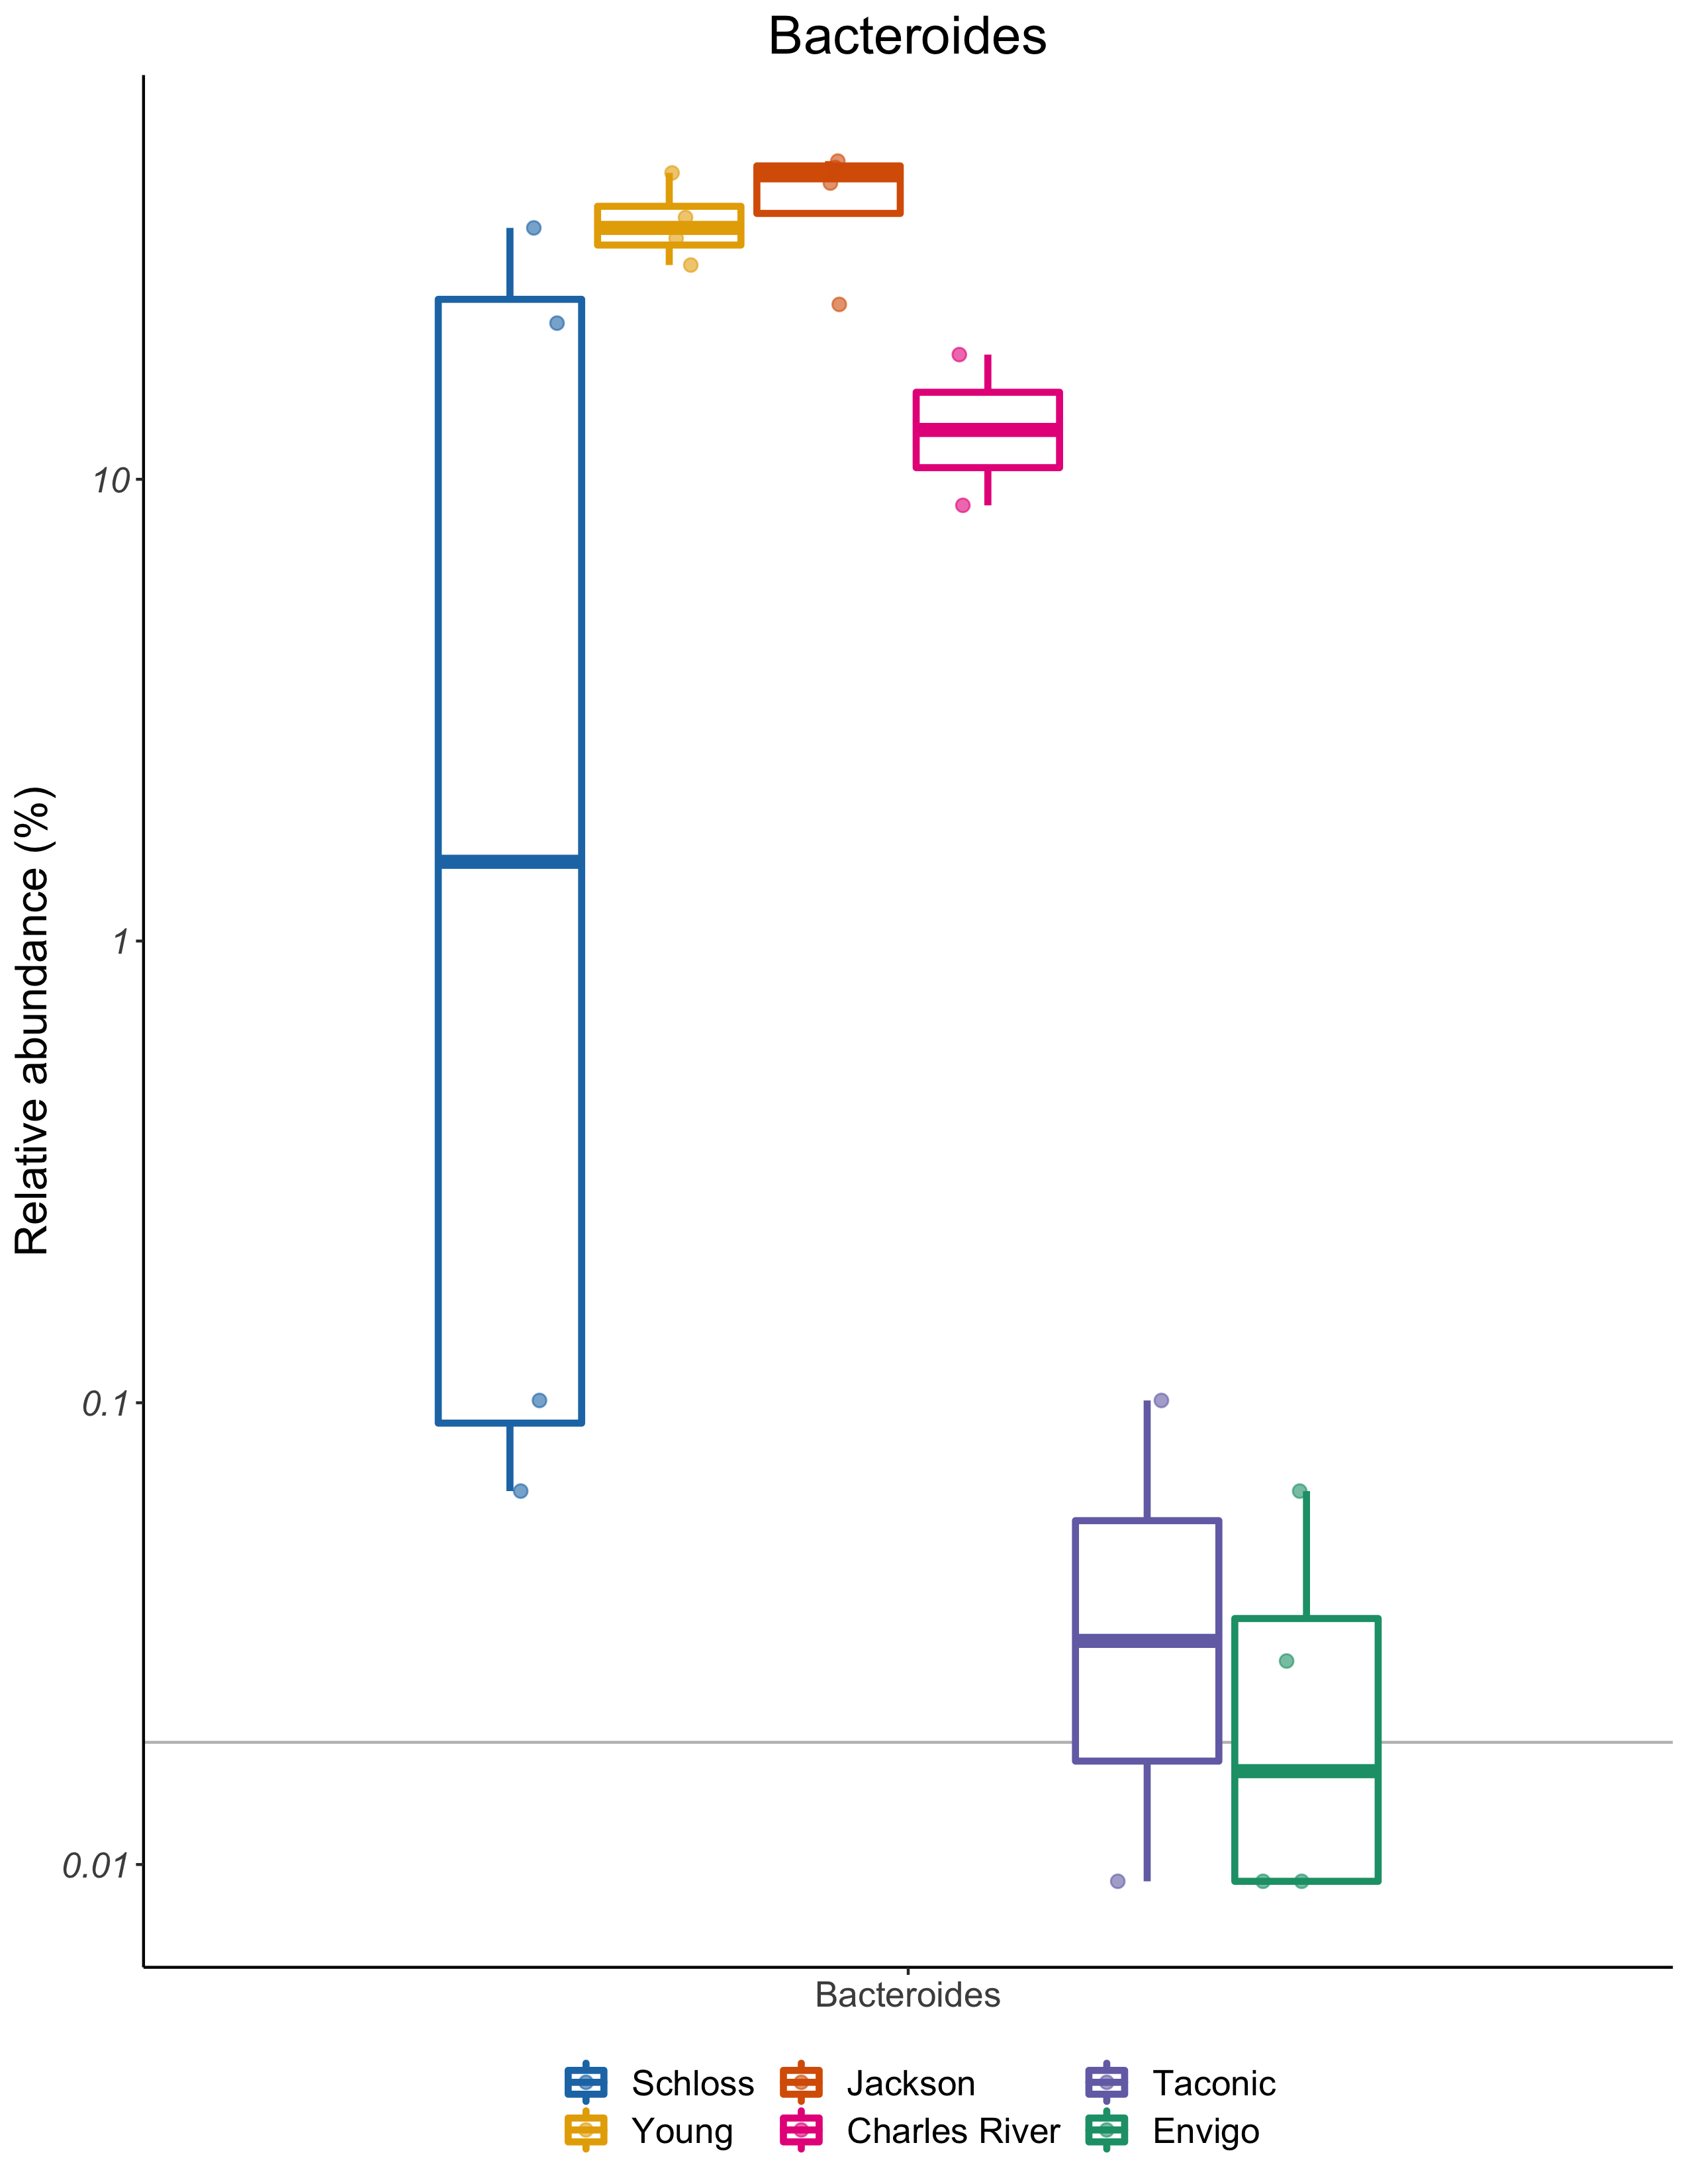 Bacteroides
Relative abundance (%)
10
1
0.1
0.01
Bacteroides
Schloss
Jackson
Taconic
Young
Charles River
Envigo